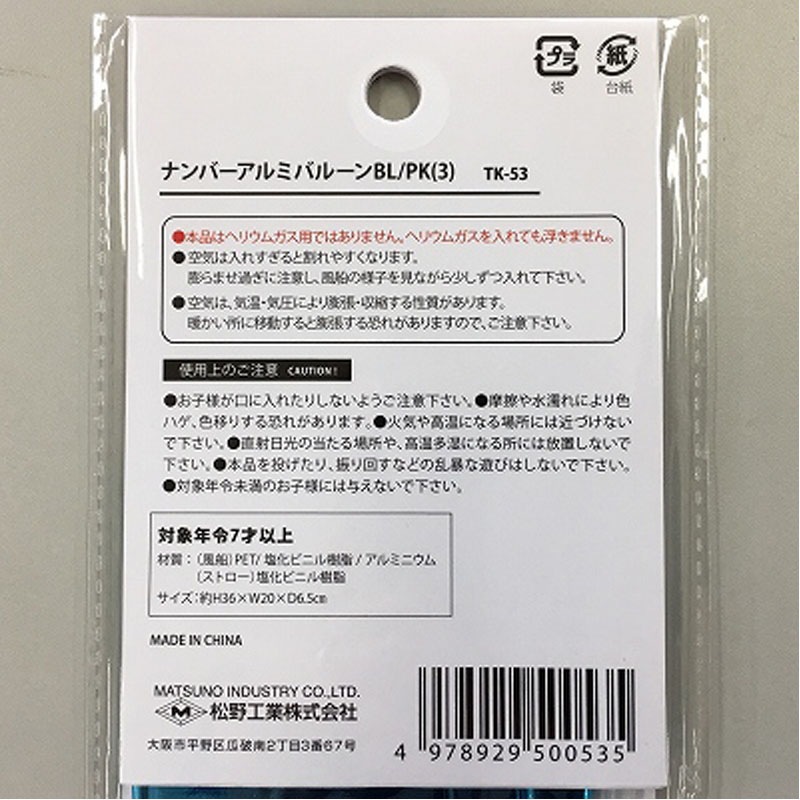 プラ 紙
袋 台紙
ナンバーアルミバルーンBL/PK(3) TK-53
●本品はヘリウムガス用ではありません。ヘリウムガスを入れても浮きません。
●空気は入れすぎると割れやすくなります。
膨らませ過ぎに注意し、風船の様子を見ながら少しずつ入れて下さい。
●空気は、気温・気圧により膨張・収縮する性質があります。
暖かい所に移動すると膨張する恐れがありますので、ご注意下さい。
使用上のご注意 CAUTION!
●お子様が口に入れたりしないようご注意下さい。●摩擦や水濡れにより色
ハゲ、色移りする恐れがあります。●火気や高温になる場所には近づけない
で下さい。●直射日光の当たる場所や、高温多湿になる所には放置しないで
下さい。●本品を投げたり、振り回すなどの乱暴な遊びはしないで下さい。
●対象年令未満のお子様には与えないで下さい。
対象年令7才以上
材質：（風船）PET/ 塩化ビニル樹脂 / アルミニウム
（ストロー）塩化ビニル樹脂
サイズ：約H36×W20×D6.5㎝
MADE IN CHINA
MATSUNO INDUSTRY CO.,LTD.
M 松野工業株式会社
大阪市平野区瓜破南2丁目3番67号
4 978929 500535